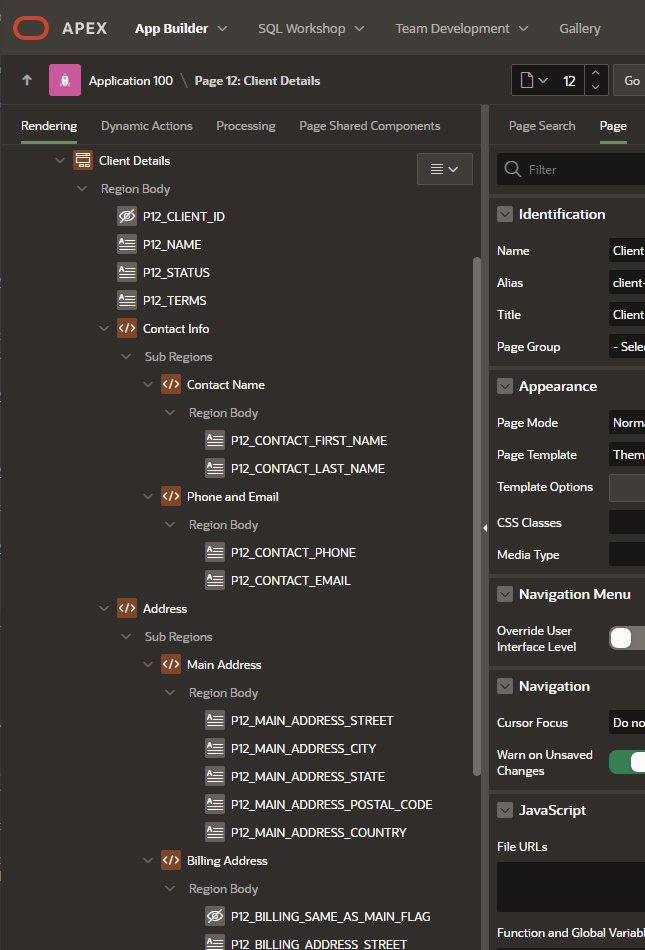 APEX App Builder SQL Workshop Team Development Gallery
Application 100 \ Page 12: Client Details 12 Go
Rendering Dynamic Actions Processing Page Shared Components
Client Details
Region Body
P12_CLIENT_ID
P12_NAME
P12_STATUS
P12_TERMS
Contact Info
Sub Regions
Contact Name
Region Body
P12_CONTACT_FIRST_NAME
P12_CONTACT_LAST_NAME
Phone and Email
Region Body
P12_CONTACT_PHONE
P12_CONTACT_EMAIL
Address
Sub Regions
Main Address
Region Body
P12_MAIN_ADDRESS_STREET
P12_MAIN_ADDRESS_CITY
P12_MAIN_ADDRESS_STATE
P12_MAIN_ADDRESS_POSTAL_CODE
P12_MAIN_ADDRESS_COUNTRY
Billing Address
Region Body
P12_BILLING_SAME_AS_MAIN_FLAG
P12_BILLING_ADDRESS_STREET
Page Search Page
Filter
Identification
Name Client
Alias client-
Title Client
Page Group - Sele
Appearance
Page Mode Norma
Page Template Them
Template Options
CSS Classes
Media Type
Navigation Menu
Override User
Interface Level
Navigation
Cursor Focus Do no
Warn on Unsaved
Changes
JavaScript
File URLs
Function and Global Variabl